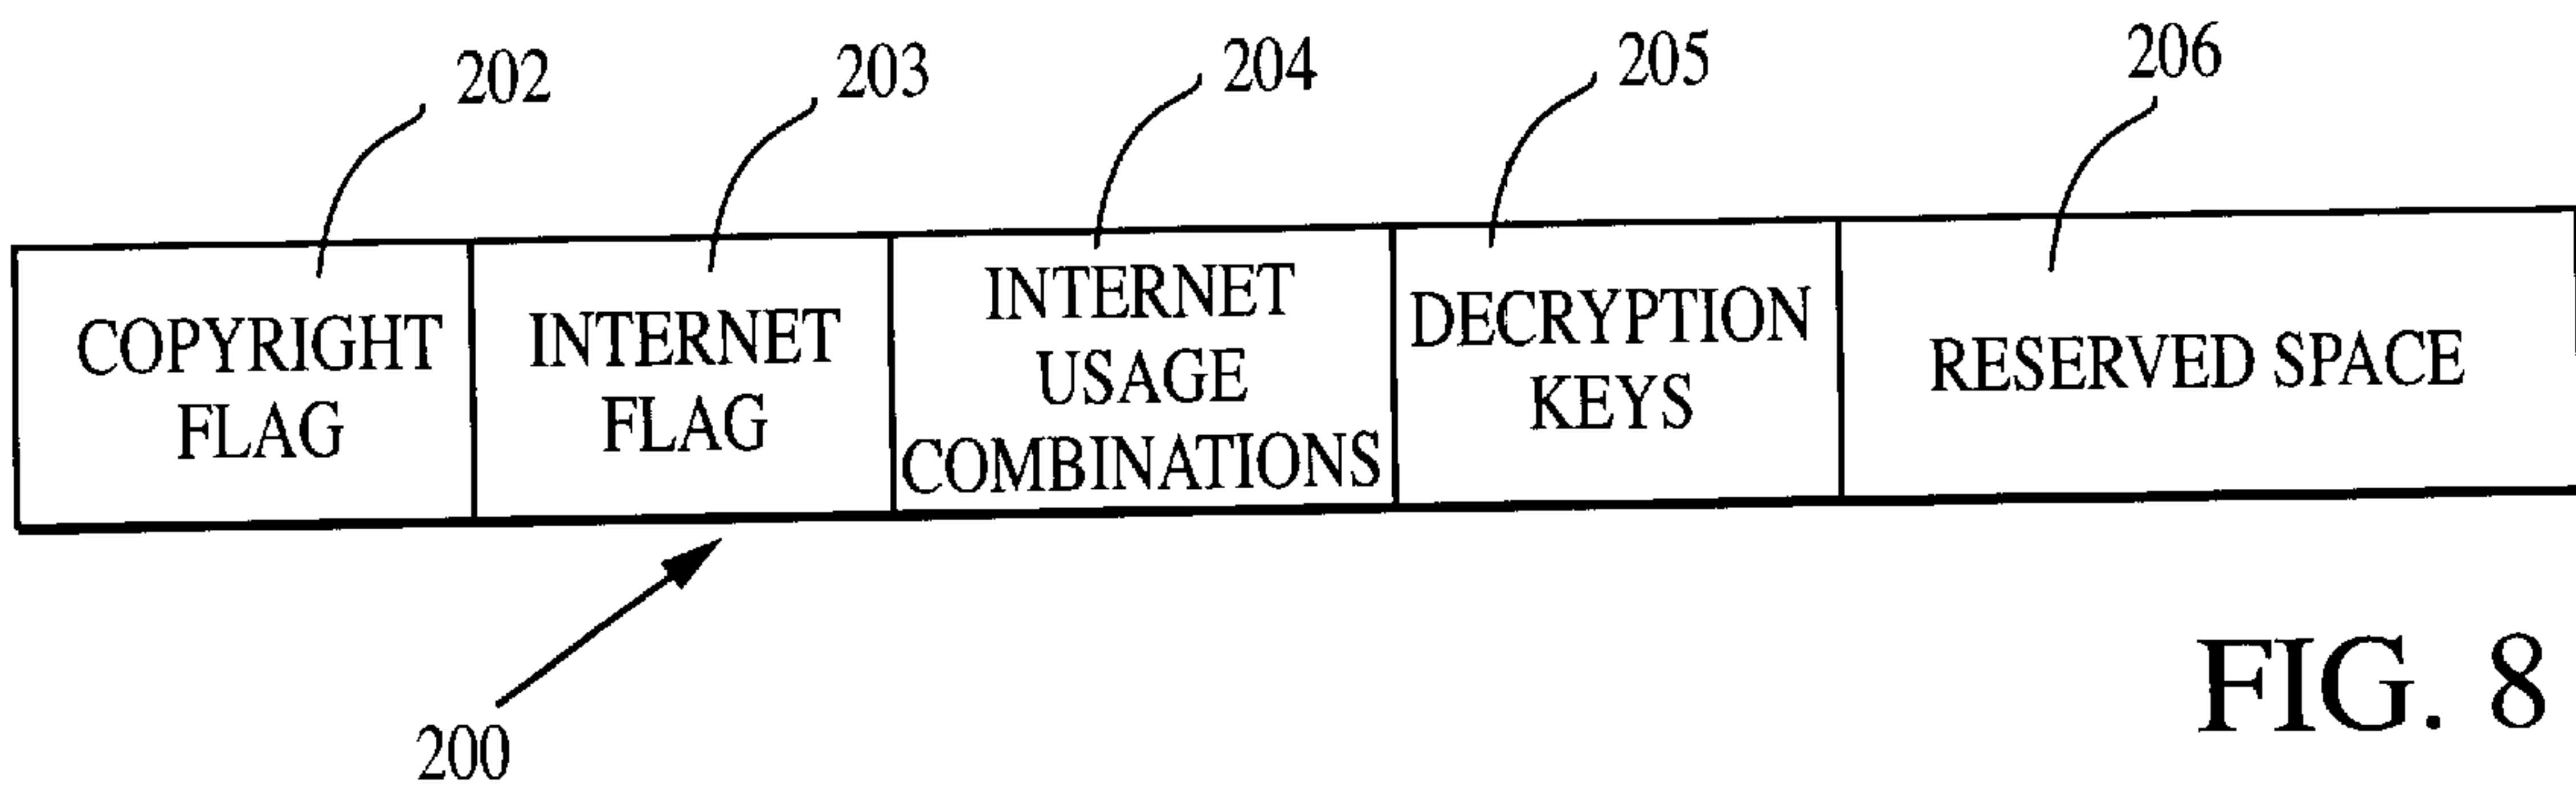 202
203
204
205
206
COPYRIGHT
FLAG
INTERNET
FLAG
INTERNET
USAGE
COMBINATIONS
DECRYPTION
KEYS
RESERVED SPACE
200
FIG. 8